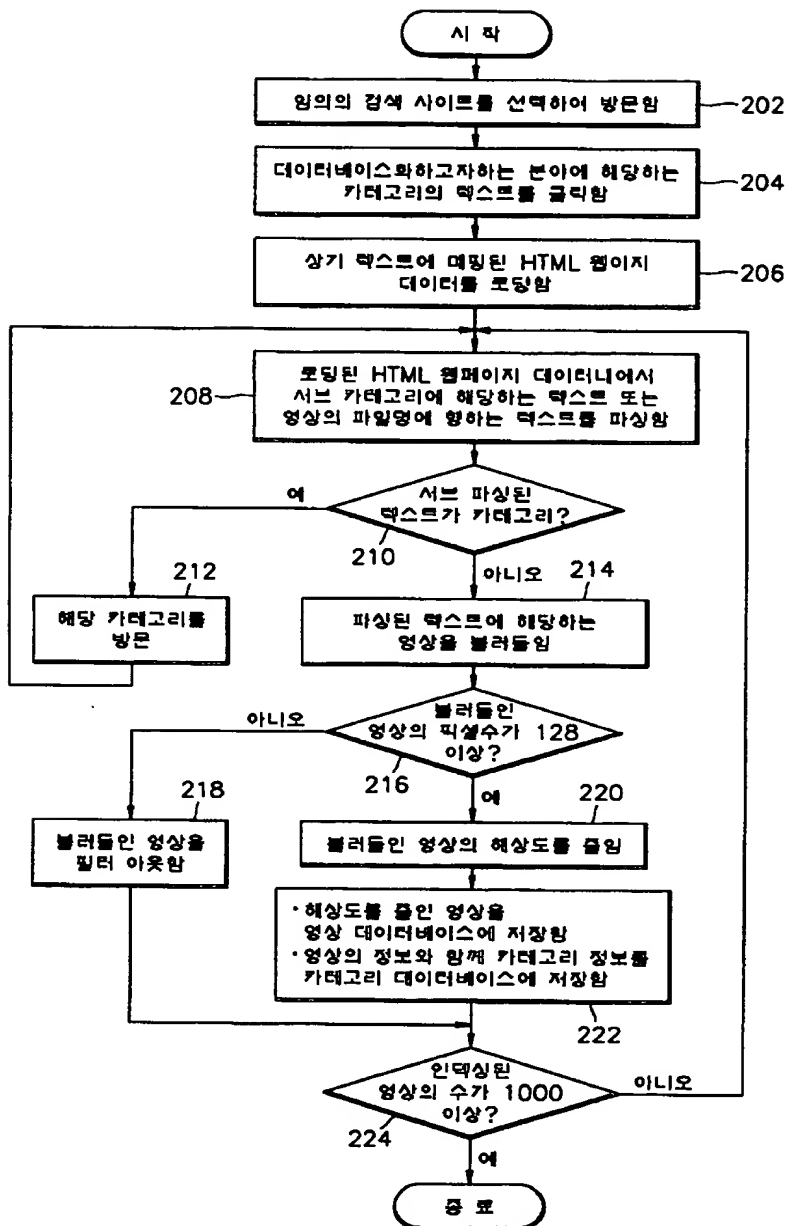 시 작
임의의 검색 사이트를 선택하여 방문함
202
데이터베이스화하고자하는 분야에 해당하는
카테고리의 텍스트를 클릭함
204
상기 텍스트에 매핑된 HTML 웹이지
데이터를 로딩함
206
로딩된 HTML 웹페이지 데이터내에서
서브 카테고리에 해당하는 텍스트 또는
영상의 파일명에 향하는 텍스트를 파싱함
208
서브 파싱된
텍스트가 카테고리?
210
예
아니오
212
해당 카테고리를
방문
214
파싱된 텍스트에 해당하는
영상을 불러들임
불러들인
영상의 픽셀수가 128
이상?
216
아니오
예
218
불러들인 영상을
필터 아웃함
220
불러들인 영상의 해상도를 줄임
·해상도를 줄인 영상을
영상 데이터베이스에 저장함
·영상의 정보와 함께 카테고리 정보를
카테고리 데이터베이스에 저장함
222
인덱싱된
영상의 수가 1000
이상?
224
아니오
예
종 료